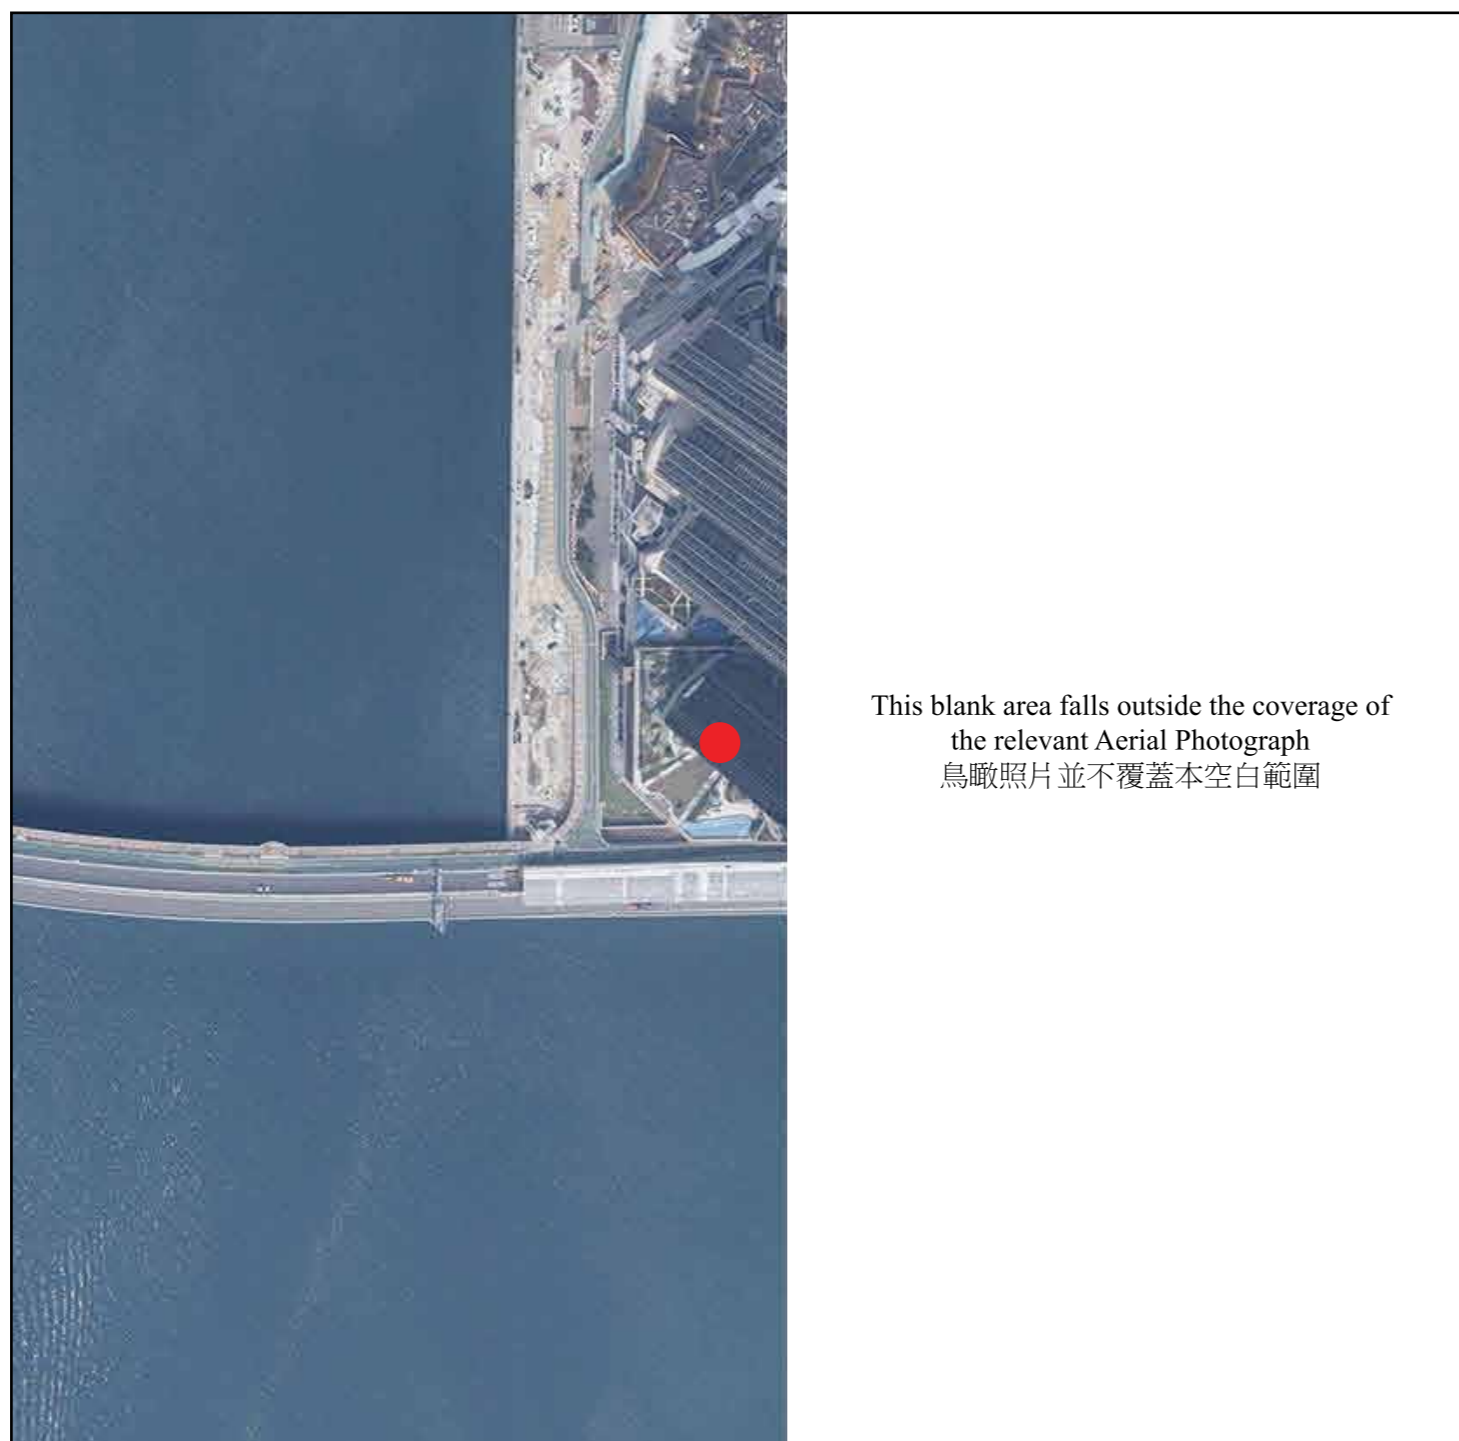 This blank area falls outside the coverage of
the relevant Aerial Photograph
鳥瞰照片並不覆蓋本空白範圍